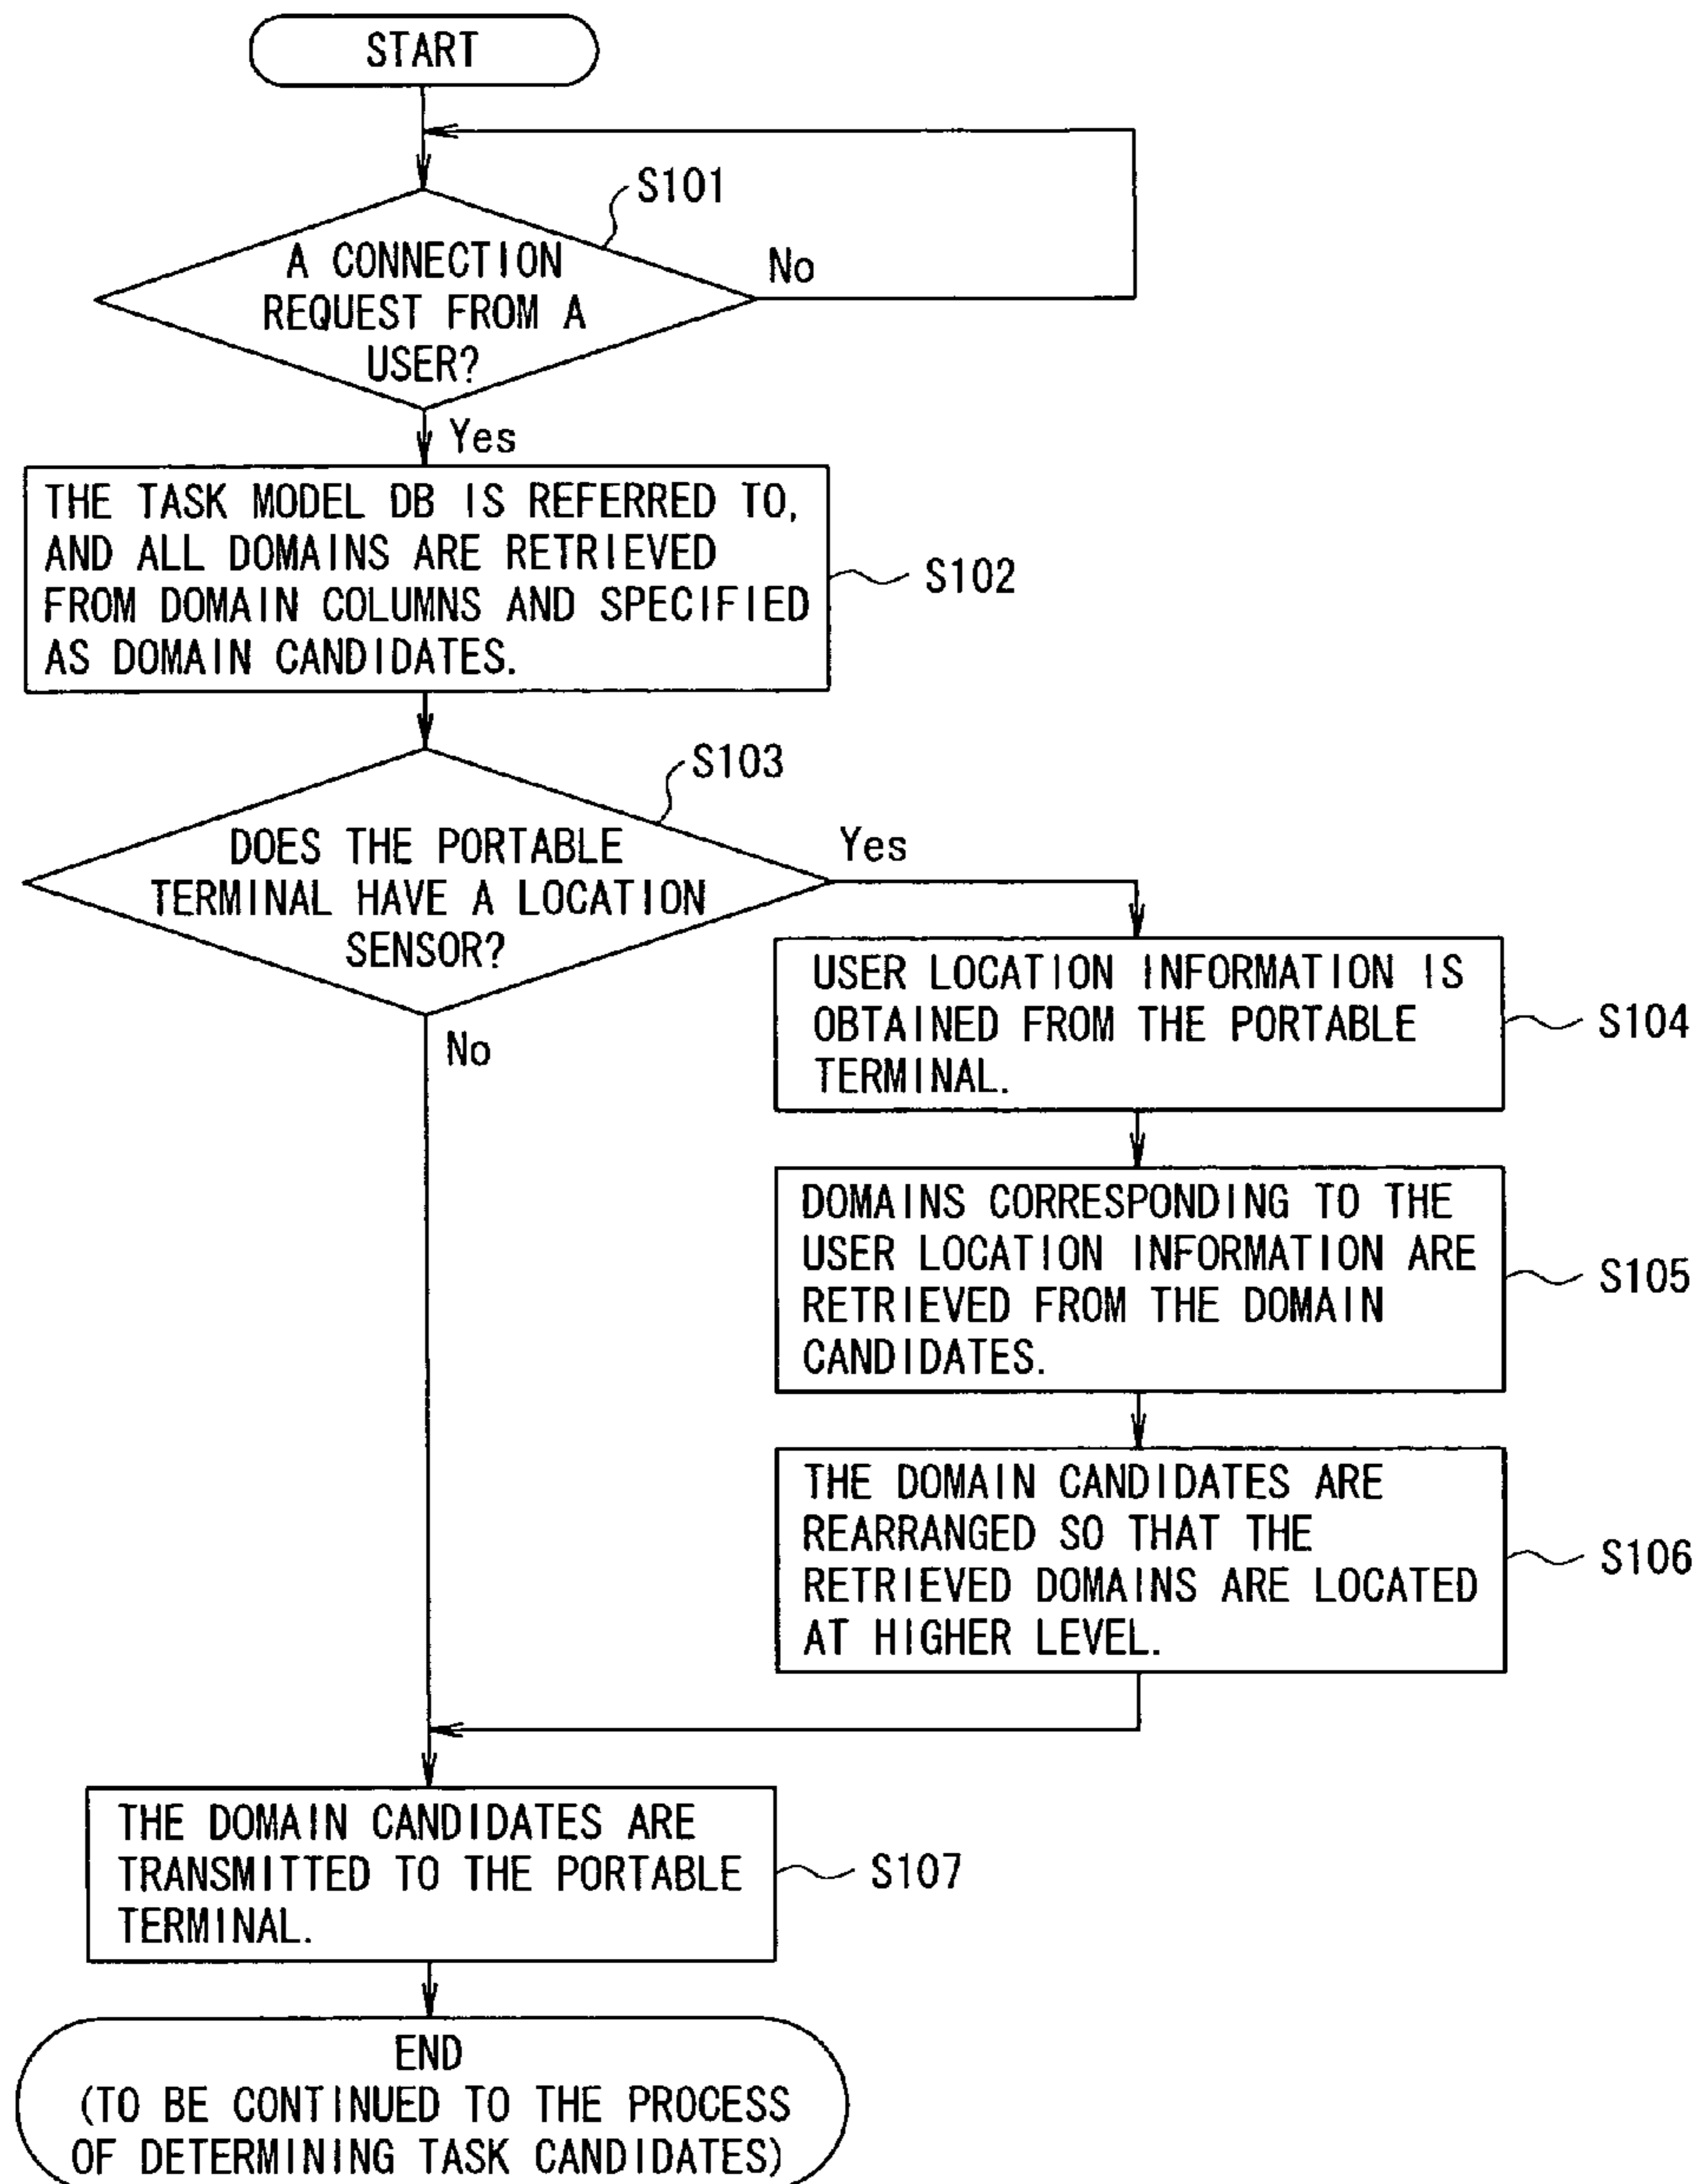 START
S101
A CONNECTION
REQUEST FROM A
USER?
No
Yes
THE TASK MODEL DB IS REFERRED TO,
AND ALL DOMAINS ARE RETRIEVED
FROM DOMAIN COLUMNS AND SPECIFIED
AS DOMAIN CANDIDATES.
S102
S103
DOES THE PORTABLE
TERMINAL HAVE A LOCATION
SENSOR?
Yes
No
USER LOCATION INFORMATION IS
OBTAINED FROM THE PORTABLE
TERMINAL.
S104
DOMAINS CORRESPONDING TO THE
USER LOCATION INFORMATION ARE
RETRIEVED FROM THE DOMAIN
CANDIDATES.
S105
THE DOMAIN CANDIDATES ARE
REARRANGED SO THAT THE
RETRIEVED DOMAINS ARE LOCATED
AT HIGHER LEVEL.
S106
THE DOMAIN CANDIDATES ARE
TRANSMITTED TO THE PORTABLE
TERMINAL.
S107
END
(TO BE CONTINUED TO THE PROCESS
OF DETERMINING TASK CANDIDATES)